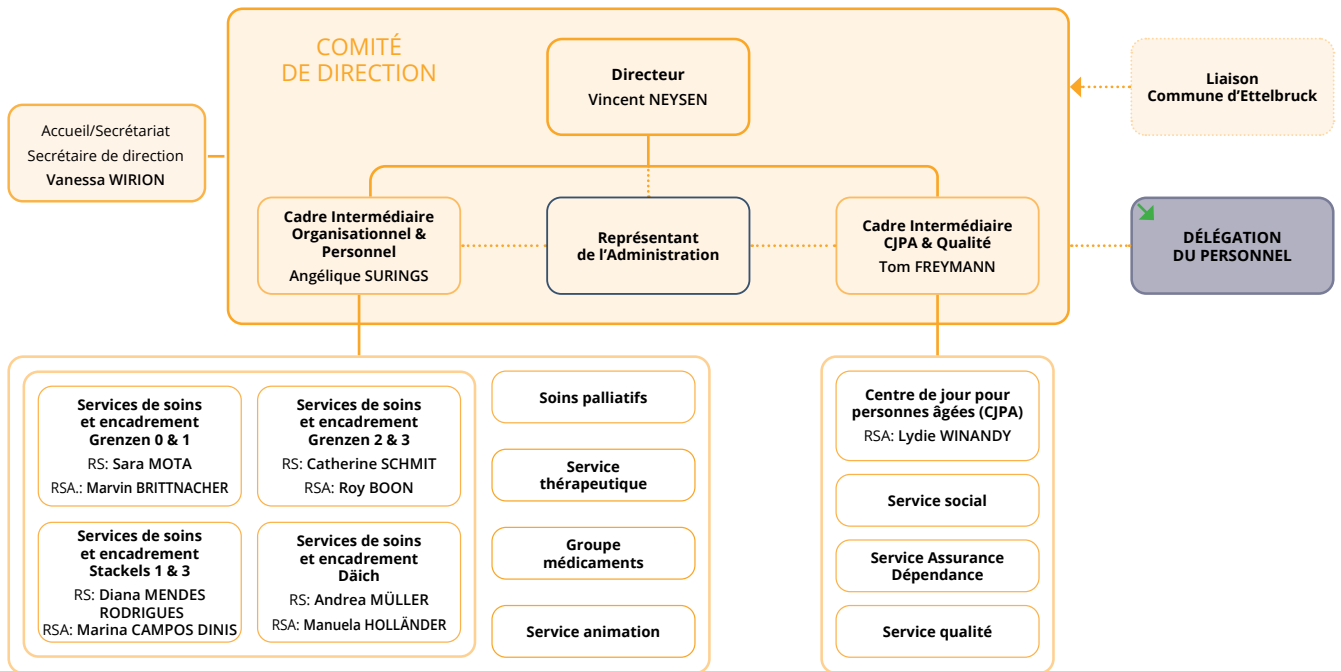 COMITÉ
DE DIRECTION
Directeur
Vincent NEYSEN
Liaison
Commune d'Ettelbruck
Accueil/Secrétariat
Secrétaire de direction
Vanessa WIRION
Cadre Intermédiaire
Organisationnel &
Personnel
Angélique SURINGS
Représentant
de l'Administration
Cadre Intermédiaire
CJPA & Qualité
Tom FREYMANN
DÉLÉGATION
DU PERSONNEL
Services de soins
et encadrement
Grenzen 0 & 1
RS: Sara MOTA
RSA.: Marvin BRITTNACHER
Services de soins
et encadrement
Grenzen 2 & 3
RS: Catherine SCHMIT
RSA: Roy BOON
Services de soins
et encadrement
Stackels 1 & 3
RS: Diana MENDES
RODRIGUES
RSA: Marina CAMPOS DINIS
Services de soins
et encadrement
Däich
RS: Andrea MÜLLER
RSA: Manuela HOLLÄNDER
Soins palliatifs
Service
thérapeutique
Groupe
médicaments
Service animation
Centre de jour pour
personnes âgées (CJPA)
RSA: Lydie WINANDY
Service social
Service Assurance
Dépendance
Service qualité